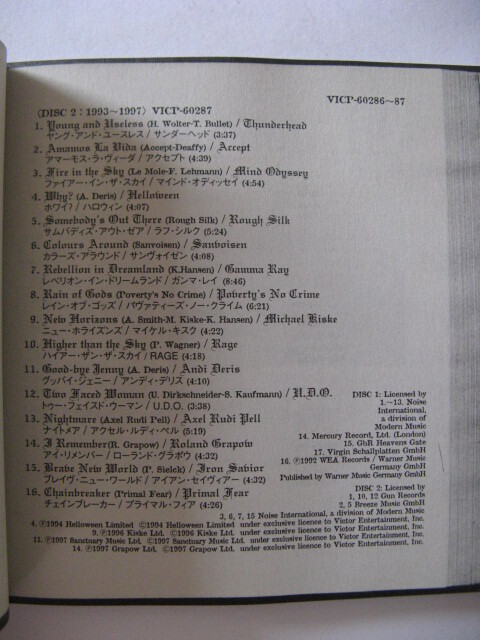 VICP-60286～87
〈DISC 2 : 1993～1997〉 VICP-60287
1. Young and Useless (H. Wolter-T. Bullet) / Thunderhead
ヤング・アンド・ユースレス / サンダーヘッド (3:37)
2. Amamos La Vida (Accept-Deaffy) / Accept
アマーモス・ラ・ヴィーダ / アクセプト (4:39)
3. Fire in the Sky (Le Mole-F. Lehmann) / Mind Odyssey
ファイアー・イン・ザ・スカイ / マインド・オディッセイ (4:54)
4. Why? (A. Deris) / Helloween
ホワイ? / ハロウィン (4:07)
5. Somebody's Out There (Rough Silk) / Rough Silk
サムバディズ・アウト・ゼア / ラフ・シルク (5:24)
6. Colours Around (Sanvoisen) / Sanvoisen
カラーズ・アラウンド / サンヴォイゼン (4:08)
7. Rebellion in Dreamland (K.Hansen) / Gamma Ray
レベリオン・イン・ドリームランド / ガンマ・レイ (8:46)
8. Rain of Gods (Poverty's No Crime) / Poverty's No Crime
レイン・オブ・ゴッズ / パヴァティーズ・ノー・クライム (6:21)
9. New Horizons (A. Smith-M. Kiske-K. Hansen) / Michael Kiske
ニュー・ホライズンズ / マイケル・キスク (4:22)
10. Higher than the Sky (P. Wagner) / Rage
ハイアー・ザン・ザ・スカイ / RAGE (4:18)
11. Good-bye Jenny (A. Deris) / Andi Deris
グッバイ・ジェニー / アンディ・デリス (4:10)
12. Two Faced Woman (U. Dirkschneider-S. Kaufmann) / U.D.O.
トゥー・フェイスド・ウーマン / U.D.O. (3:38)
13. Nightmare (Axel Rudi Pell) / Axel Rudi Pell
ナイトメア / アクセル・ルディ・ペル (5:19)
14. I Remember (R. Grapow) / Roland Grapow
アイ・リメンバー / ローランド・グラポウ (4:32)
15. Brave New World (P. Sielck) / Iron Savior
ブレイヴ・ニュー・ワールド / アイアン・セイヴィアー (4:32)
16. Chainbreaker (Primal Fear) / Primal Fear
チェインブレーカー / プライマル・フィア (4:26)
DISC 1: Licensed by
1.～13. Noise
International,
a division of
Modern Music
14. Mercury Record, Ltd. (London)
15. GbR Heavens Gate
17. Virgin Schallplatten GmbH
16. Ⓟ1992 WEA Records / Warner Music
Germany GmbH
Published by Warner Music Germany GmbH
DISC 2: Licensed by
1, 10, 12 Gun Records
2, 5 Breeze Music GmbH
3, 6, 7, 15 Noise International, a division of Modern Music
4. Ⓟ1994 Helloween Limited Ⓒ1994 Helloween Limited under exclusive licence to Victor Entertainment, Inc.
9. Ⓟ1996 Kiske Ltd. Ⓒ1996 Kiske Ltd. under exclusive licence to Victor Entertainment, Inc.
11. Ⓟ1997 Sanctuary Music Ltd. Ⓒ1997 Sanctuary Music Ltd. under exclusive licence to Victor Entertainment, Inc.
14. Ⓟ1997 Grapow Ltd. Ⓒ1997 Grapow Ltd. under exclusive licence to Victor Entertainment, Inc.